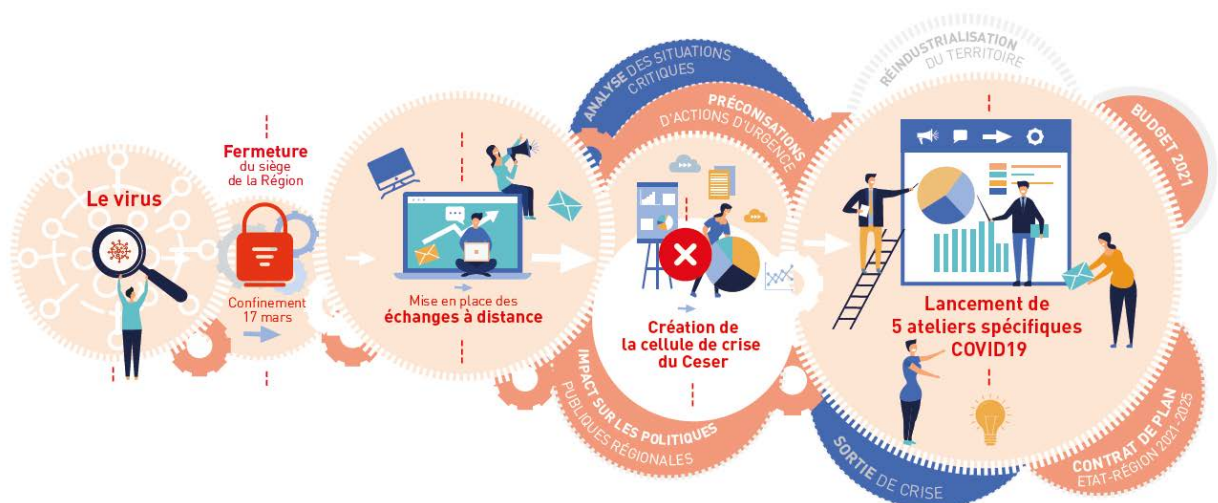 Le virus
Fermeture
du siège
de la Région
Confinement
17 mars
Mise en place des
échanges à distance
ANALYSE DES SITUATIONS
CRITIQUES
PRÉCONISATIONS
D'ACTIONS D'URGENCE
Création de
la cellule de crise
du Ceser
IMPACT SUR LES POLITIQUES
PUBLIQUES RÉGIONALES
RÉINDUSTRIALISATION
DU TERRITOIRE
BUDGET 2021
Lancement de
5 ateliers spécifiques
COVID19
SORTIE DE CRISE
CONTRAT DE PLAN
ETAT-RÉGION 2021-2025